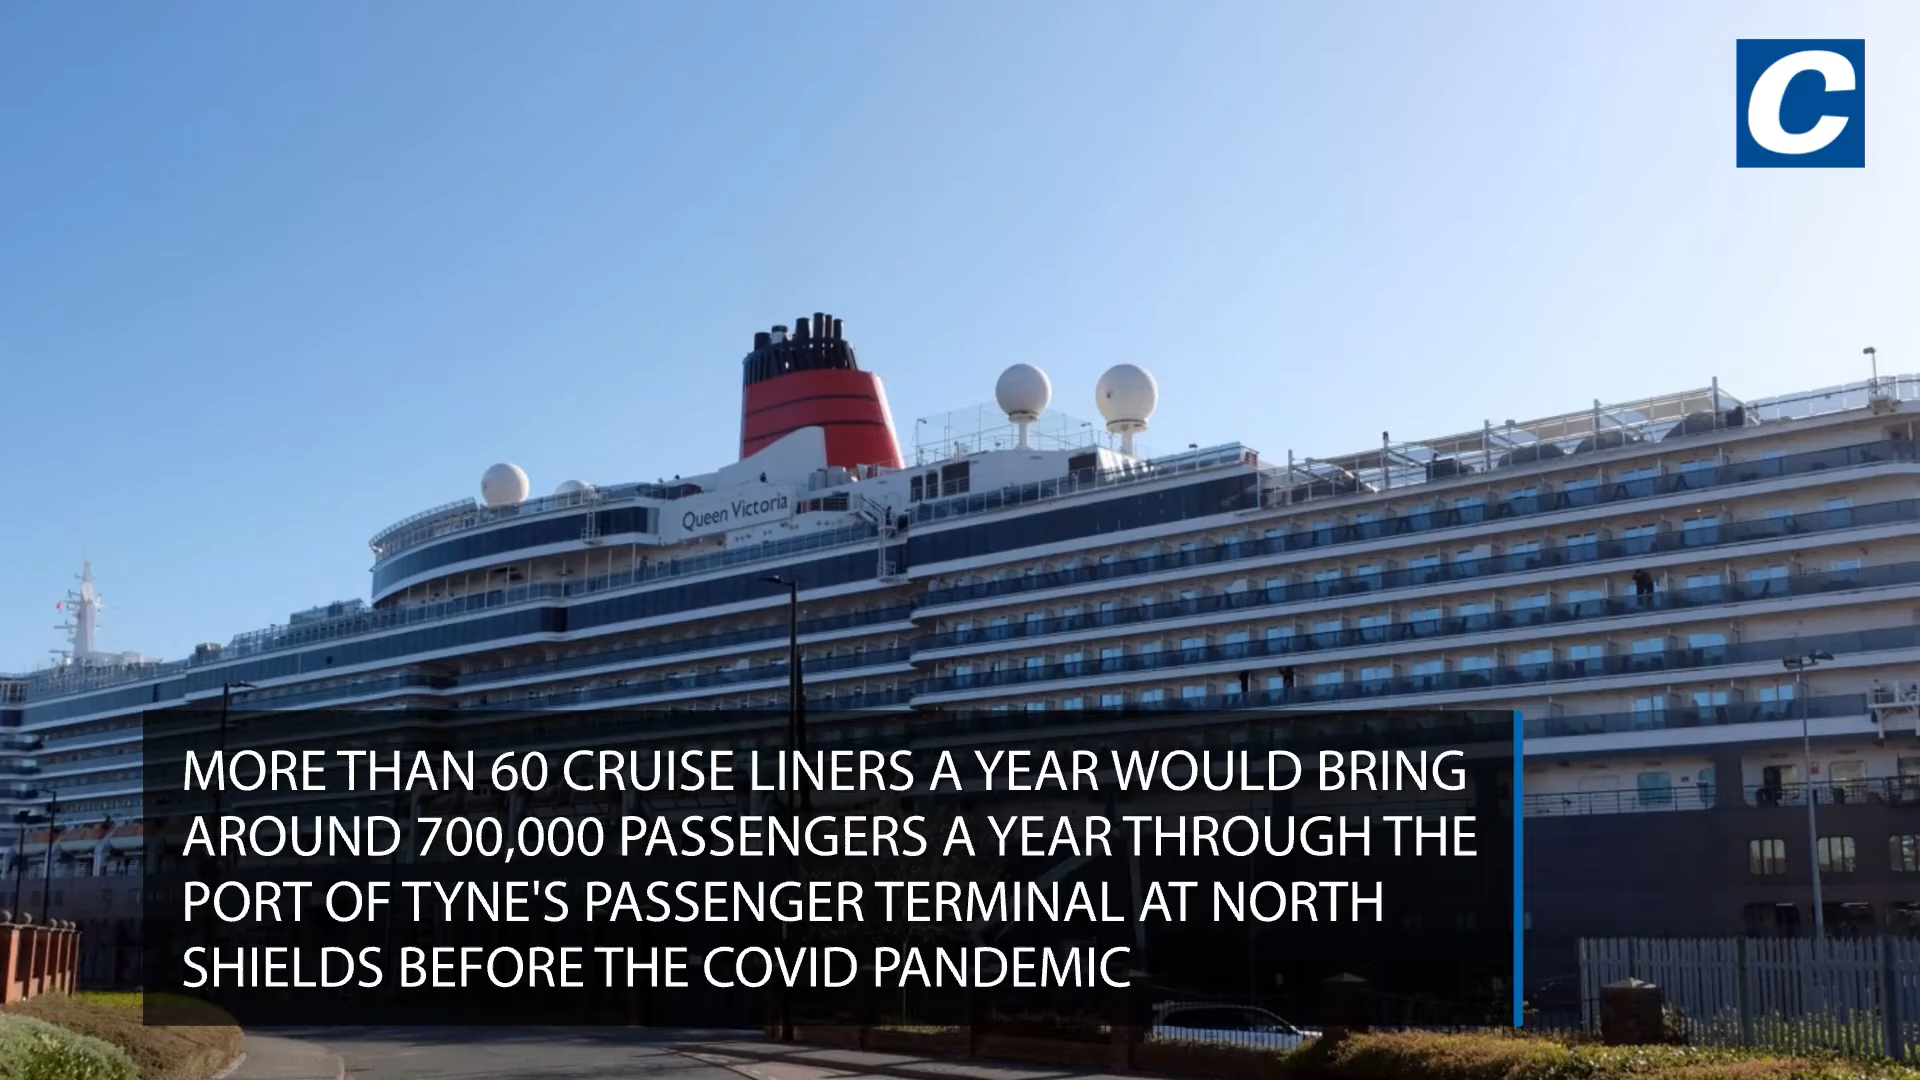 C
Queen Victoria
MORE THAN 60 CRUISE LINERS A YEAR WOULD BRING
AROUND 700,000 PASSENGERS A YEAR THROUGH THE
PORT OF TYNE'S PASSENGER TERMINAL AT NORTH
SHIELDS BEFORE THE COVID PANDEMIC